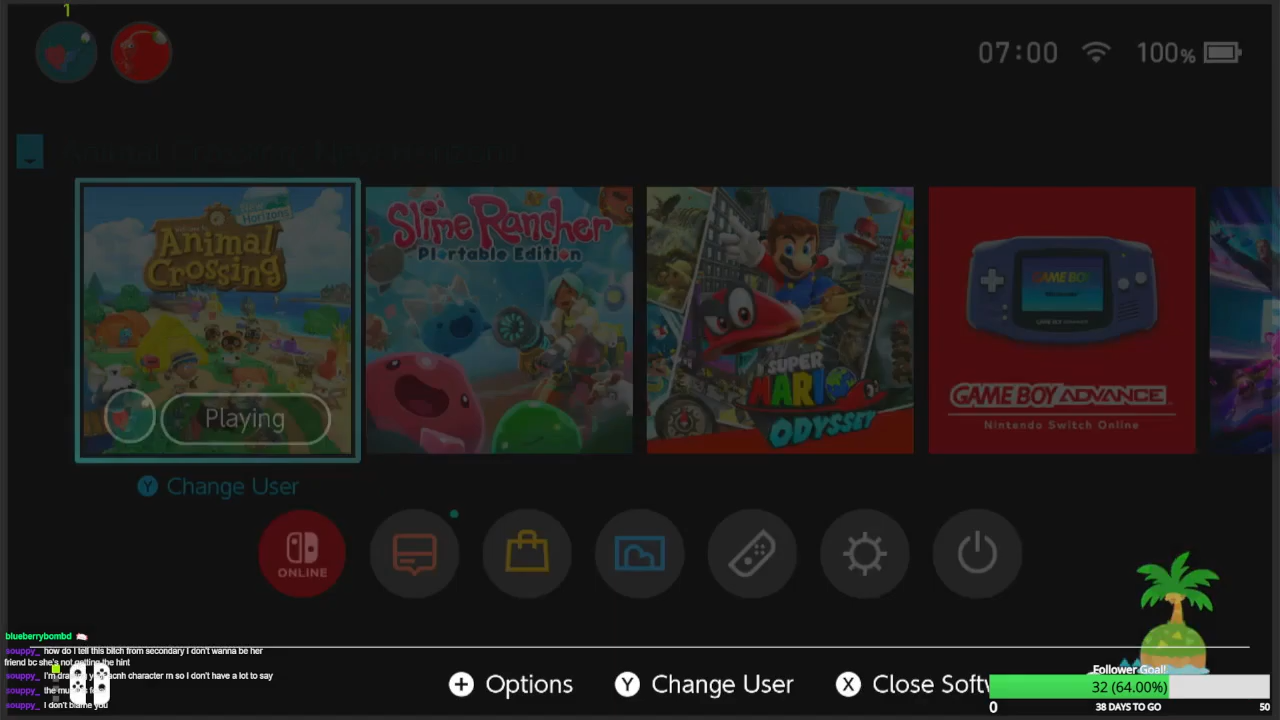 1
07:00
100%
Horizons
Animal
Crossing
Playing
Slime Rancher
Plortable Edition
SUPER
MARIO
ODYSSEY
GAME BOY
GAME BOY ADVANCE
Nintendo Switch Online
Y Change User
ONLINE
blueberrybombd
souppy_ how do I tell this bitch from secondary I don't wanna be her
friend bc she's not getting the hint
souppy_ I'm
acnh character rn so I don't have a lot to say
souppy_ the
souppy_ I don't blame you
+ Options
Y Change User
X Close Softw
Follower Goal!
32 (64.00%)
0
38 DAYS TO GO
50